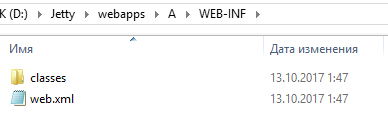 K (D:) › Jetty › webapps › A › WEB-INF ›
Имя Дата изменения
classes 13.10.2017 1:47
web.xml 13.10.2017 1:47